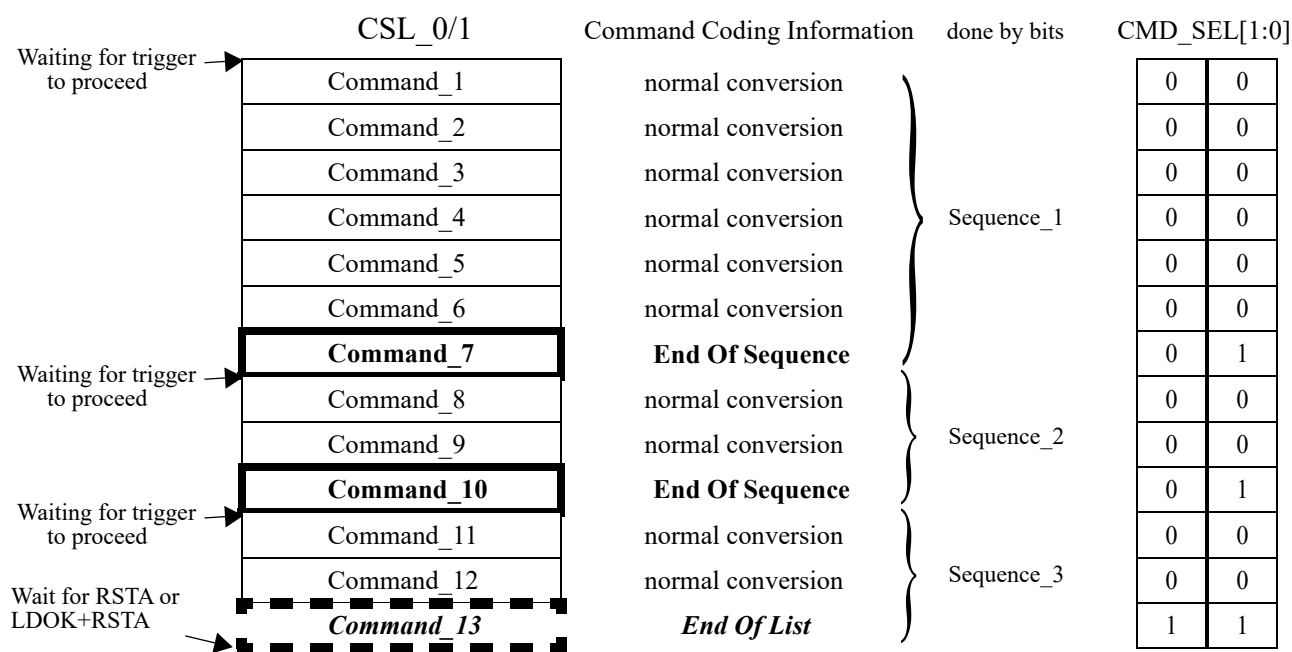 CSL_0/1 Command Coding Information done by bits CMD_SEL[1:0]
Waiting for trigger
to proceed
Command_1 normal conversion 0 0
Command_2 normal conversion 0 0
Command_3 normal conversion 0 0
Command_4 normal conversion Sequence_1 0 0
Command_5 normal conversion 0 0
Command_6 normal conversion 0 0
Command_7 End Of Sequence 0 1
Waiting for trigger
to proceed
Command_8 normal conversion 0 0
Command_9 normal conversion Sequence_2 0 0
Command_10 End Of Sequence 0 1
Waiting for trigger
to proceed
Command_11 normal conversion 0 0
Command_12 normal conversion Sequence_3 0 0
Wait for RSTA or
LDOK+RSTA
Command_13 End Of List 1 1